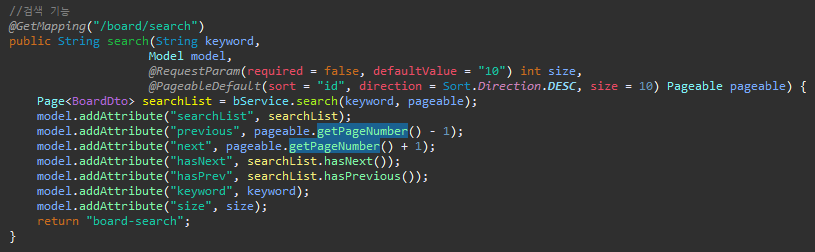 //검색 기능
@GetMapping("/board/search")
public String search(String keyword,
                     Model model,
                     @RequestParam(required = false, defaultValue = "10") int size,
                     @PageableDefault(sort = "id", direction = Sort.Direction.DESC, size = 10) Pageable pageable) {
    Page<BoardDto> searchList = bService.search(keyword, pageable);
    model.addAttribute("searchList", searchList);
    model.addAttribute("previous", pageable.getPageNumber() - 1);
    model.addAttribute("next", pageable.getPageNumber() + 1);
    model.addAttribute("hasNext", searchList.hasNext());
    model.addAttribute("hasPrev", searchList.hasPrevious());
    model.addAttribute("keyword", keyword);
    model.addAttribute("size", size);
    return "board-search";
}